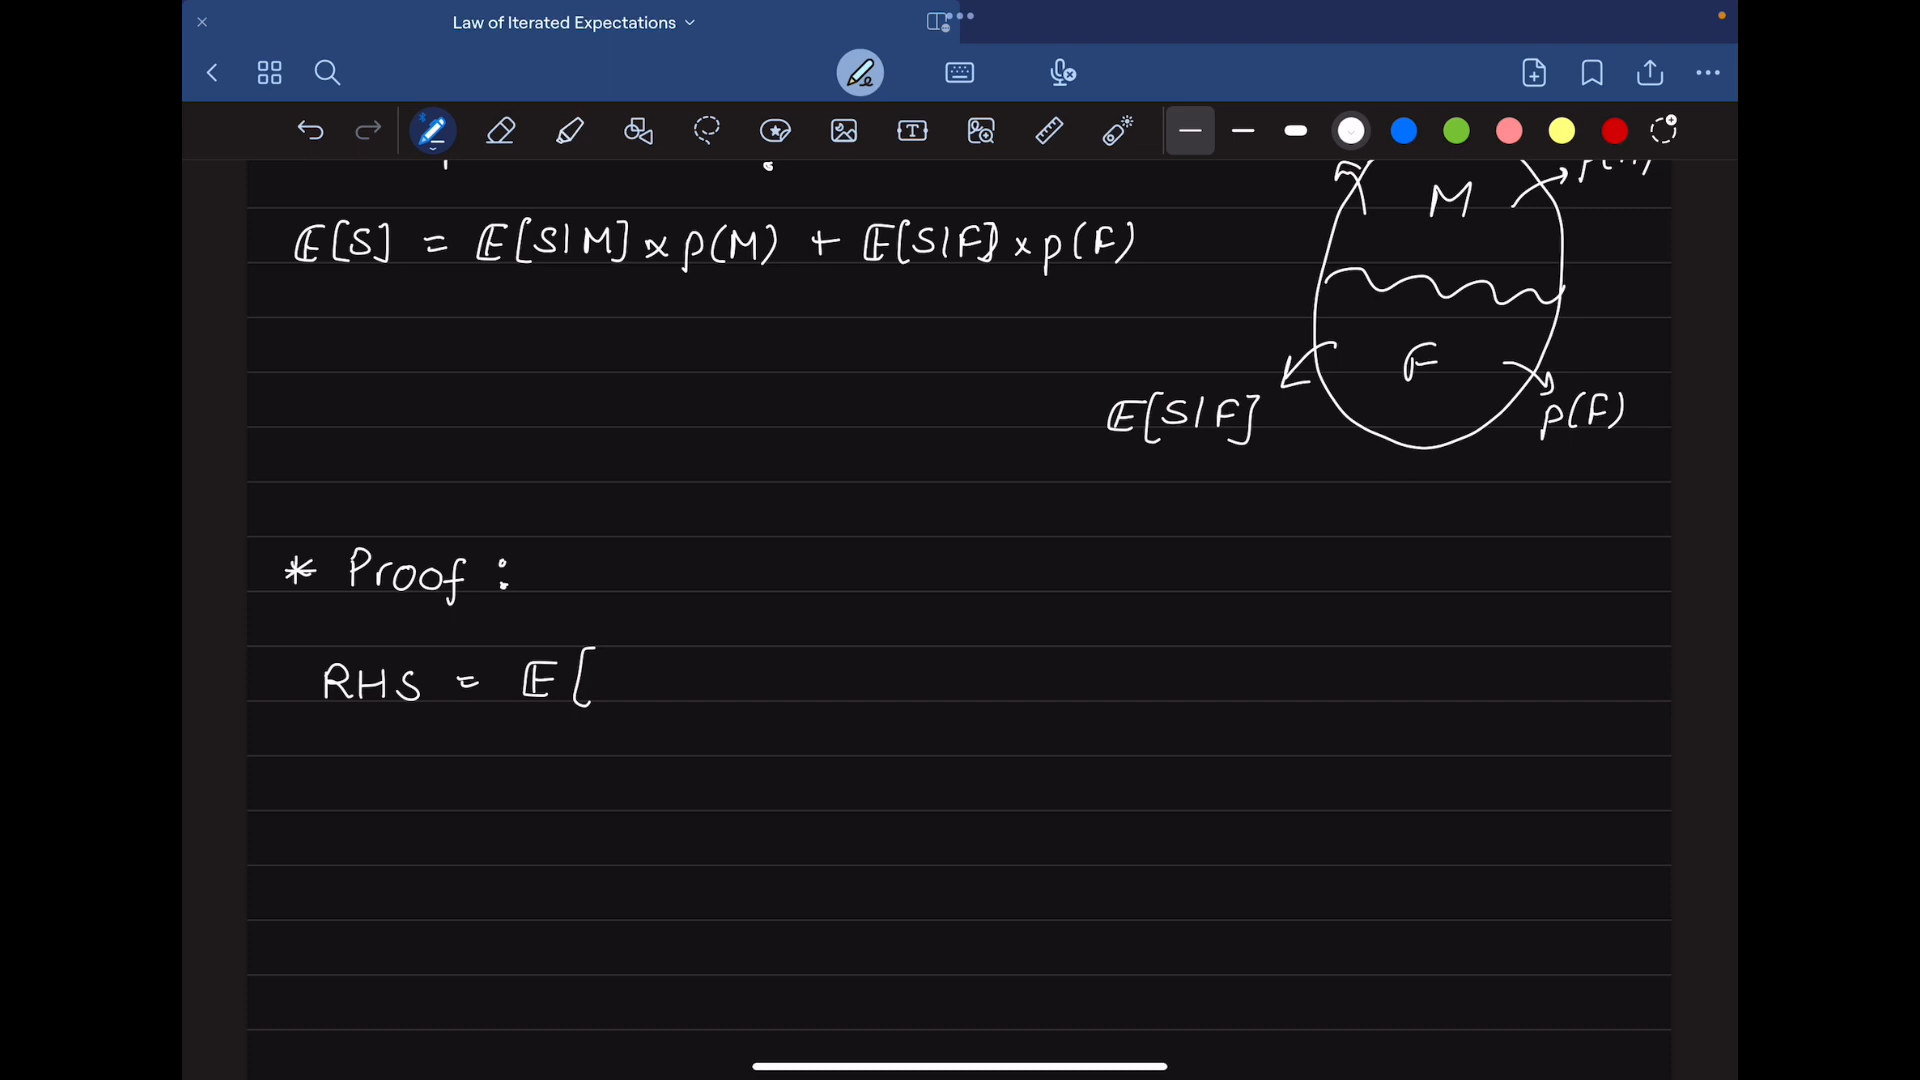 Law of Iterated Expectations
M
𝔼[S] = 𝔼[S|M] × p(M) + 𝔼[S|F] × p(F)
F
𝔼[S|F]
p(F)
* Proof :
RHS = 𝔼[